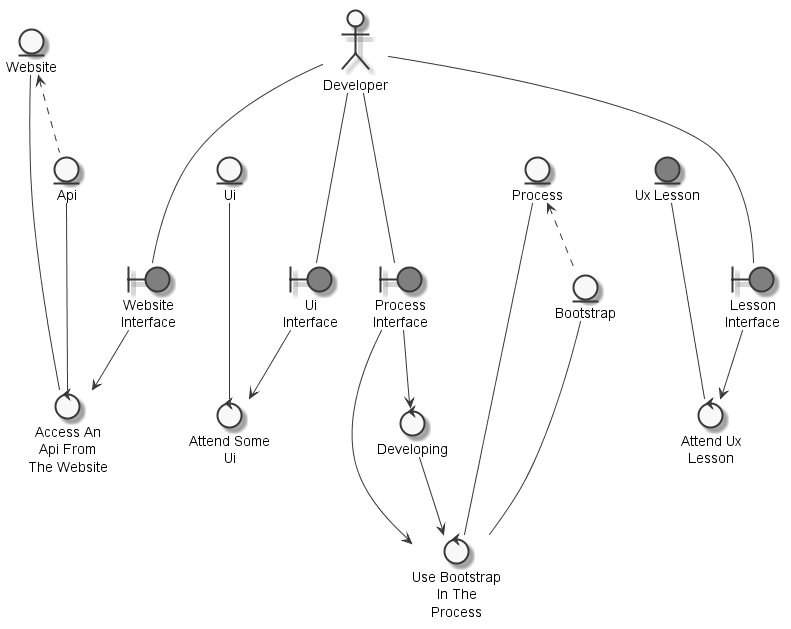 Website
Developer
Api
Ui
Process
Ux Lesson
Website
Interface
Ui
Interface
Process
Interface
Bootstrap
Lesson
Interface
Access An
Api From
The Website
Attend Some
Ui
Developing
Attend Ux
Lesson
Use Bootstrap
In The
Process